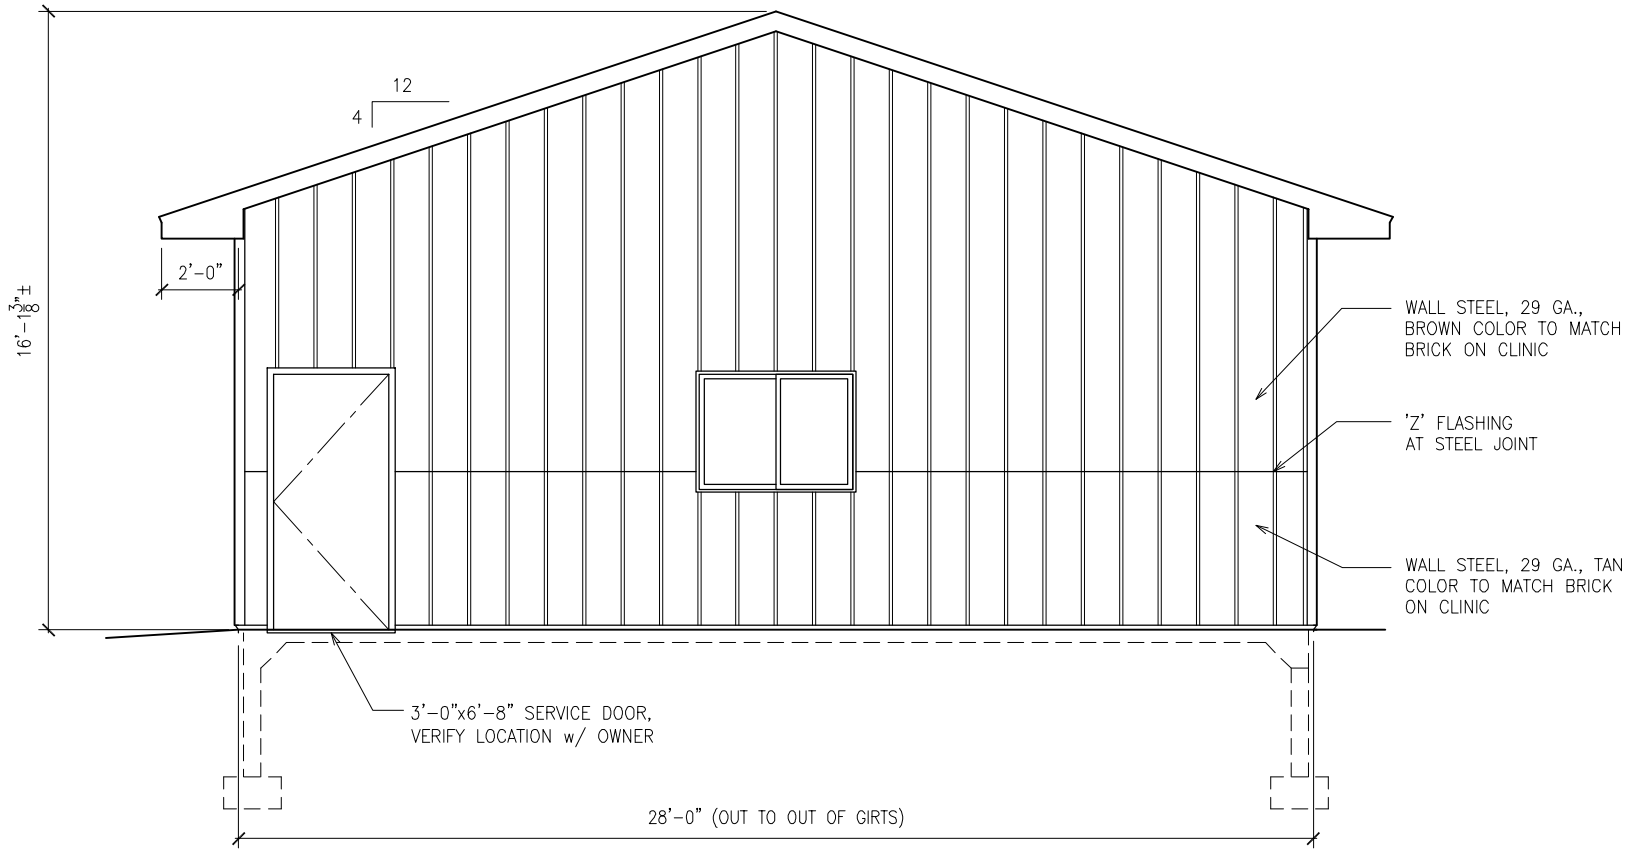 12
4
2'-0"
16'-1 3/8"±
WALL STEEL, 29 GA.,
BROWN COLOR TO MATCH
BRICK ON CLINIC
'Z' FLASHING
AT STEEL JOINT
WALL STEEL, 29 GA., TAN
COLOR TO MATCH BRICK
ON CLINIC
3'-0"x6'-8" SERVICE DOOR,
VERIFY LOCATION w/ OWNER
28'-0" (OUT TO OUT OF GIRTS)